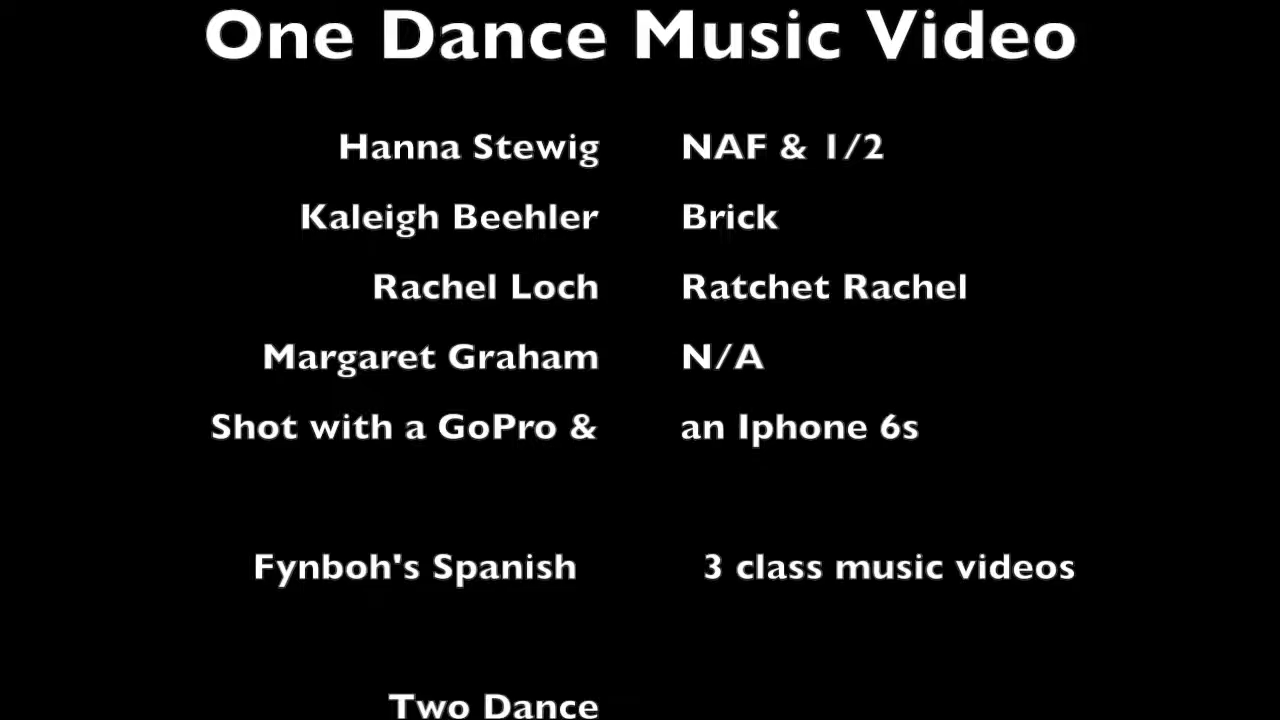 One Dance Music Video
Hanna Stewig NAF & 1/2
Kaleigh Beehler Brick
Rachel Loch Ratchet Rachel
Margaret Graham N/A
Shot with a GoPro & an Iphone 6s
Fynboh's Spanish 3 class music videos
Two Dance